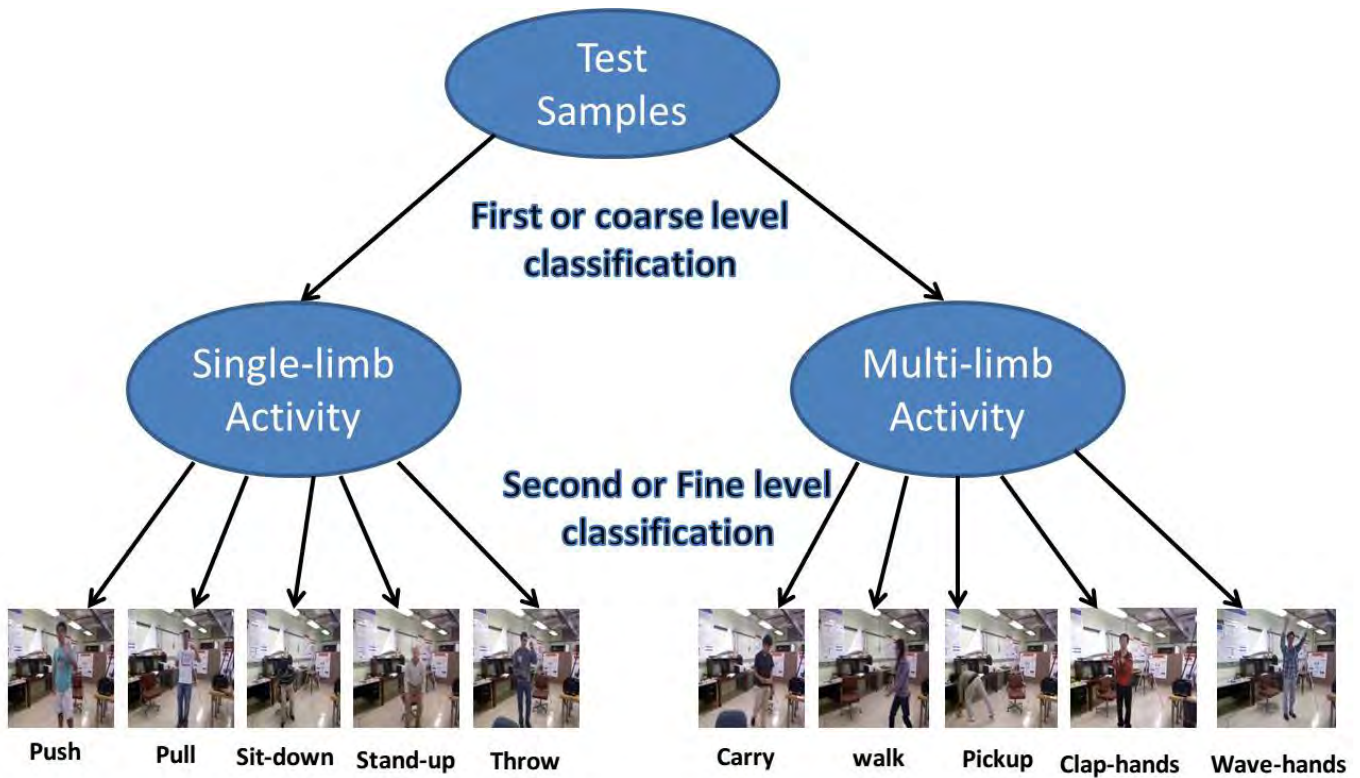 Test
Samples
First or coarse level
classification
Single-limb
Activity
Multi-limb
Activity
Second or Fine level
classification
Push
Pull
Sit-down
Stand-up
Throw
Carry
walk
Pickup
Clap-hands
Wave-hands